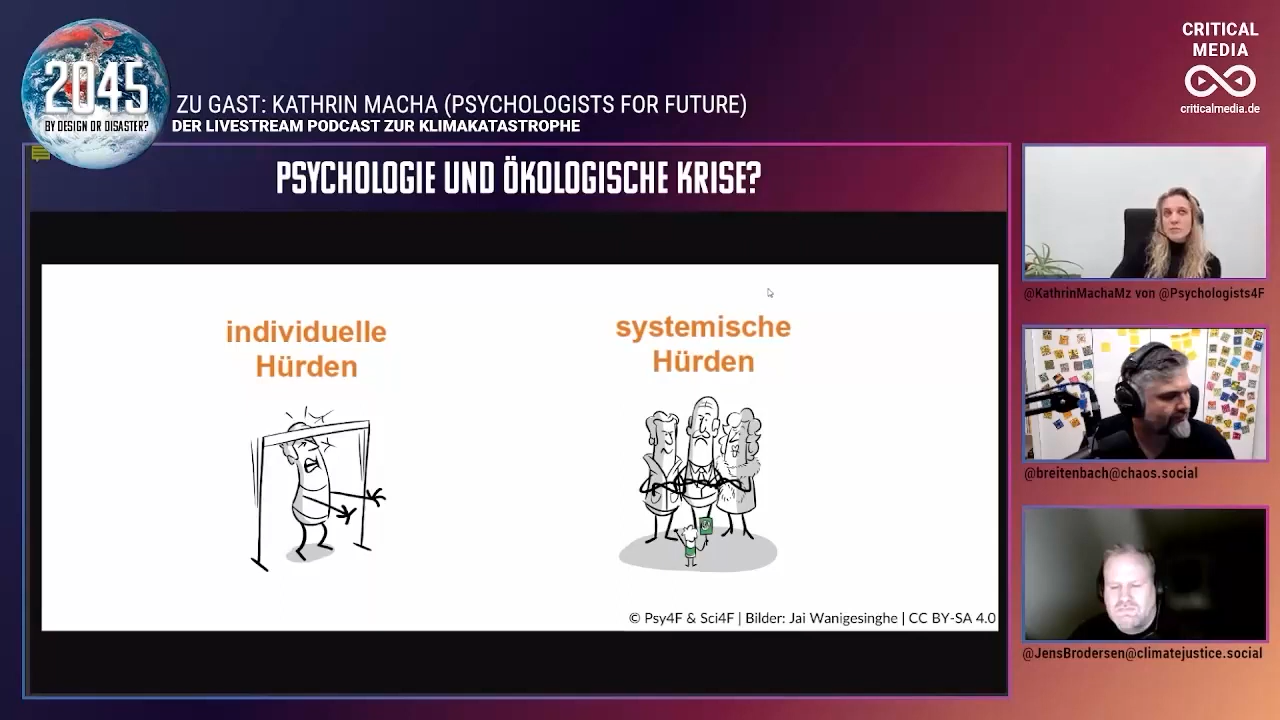 2045
BY DESIGN OR DISASTER?
ZU GAST: KATHRIN MACHA (PSYCHOLOGISTS FOR FUTURE)
DER LIVESTREAM PODCAST ZUR KLIMAKATASTROPHE
CRITICAL
MEDIA
criticalmedia.de
PSYCHOLOGIE UND ÖKOLOGISCHE KRISE?
individuelle
Hürden
systemische
Hürden
© Psy4F & Sci4F | Bilder: Jai Wanigesinghe | CC BY-SA 4.0
@KathrinMachaMz von @Psychologists4F
@breitenbach@chaos.social
@JensBrodersen@climatejustice.social